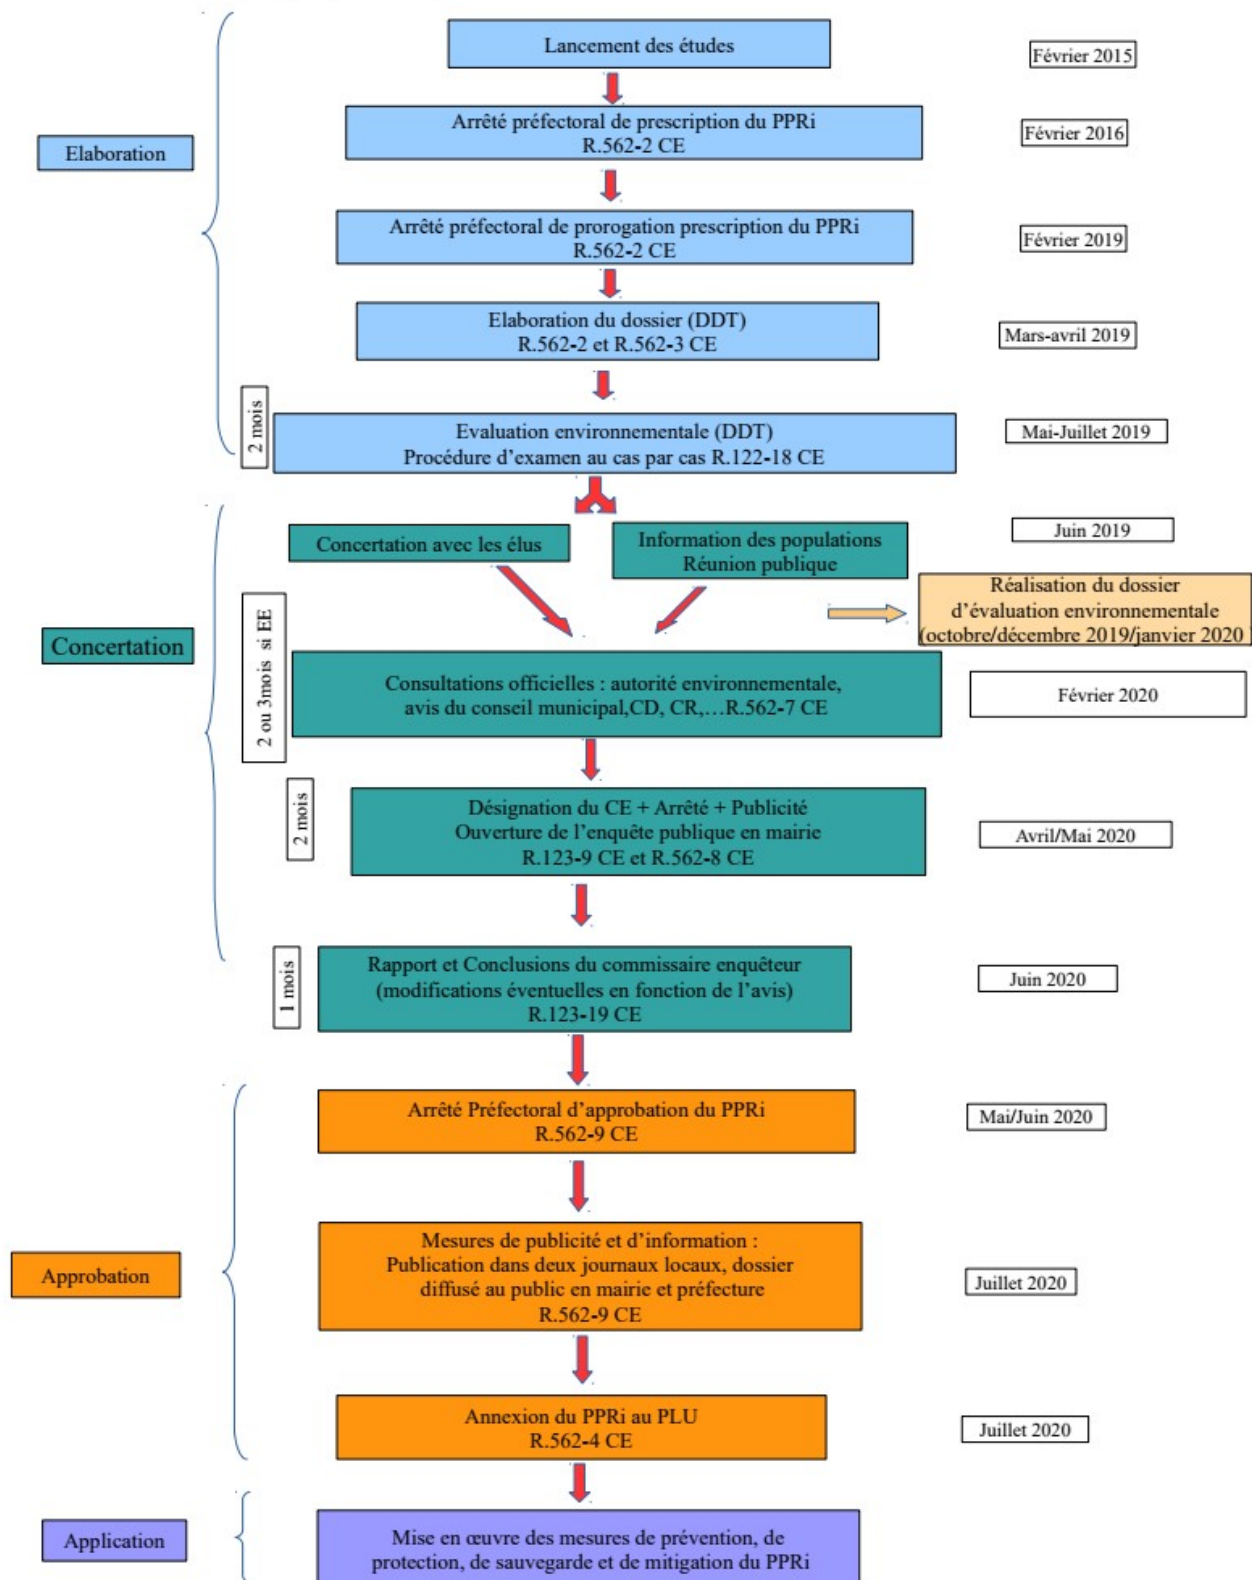 Lancement des études
Février 2015
Arrêté préfectoral de prescription du PPRi
R.562-2 CE
Février 2016
Elaboration
Arrêté préfectoral de prorogation prescription du PPRi
R.562-2 CE
Février 2019
Elaboration du dossier (DDT)
R.562-2 et R.562-3 CE
Mars-avril 2019
2 mois
Evaluation environnementale (DDT)
Procédure d'examen au cas par cas R.122-18 CE
Mai-Juillet 2019
Concertation avec les élus
Information des populations
Réunion publique
Juin 2019
Réalisation du dossier
d'évaluation environnementale
(octobre/décembre 2019/janvier 2020
Concertation
2 ou 3mois si EE
Consultations officielles : autorité environnementale,
avis du conseil municipal,CD, CR,…R.562-7 CE
Février 2020
2 mois
Désignation du CE + Arrêté + Publicité
Ouverture de l'enquête publique en mairie
R.123-9 CE et R.562-8 CE
Avril/Mai 2020
1 mois
Rapport et Conclusions du commissaire enquêteur
(modifications éventuelles en fonction de l'avis)
R.123-19 CE
Juin 2020
Arrêté Préfectoral d'approbation du PPRi
R.562-9 CE
Mai/Juin 2020
Approbation
Mesures de publicité et d'information :
Publication dans deux journaux locaux, dossier
diffusé au public en mairie et préfecture
R.562-9 CE
Juillet 2020
Annexion du PPRi au PLU
R.562-4 CE
Juillet 2020
Application
Mise en œuvre des mesures de prévention, de
protection, de sauvegarde et de mitigation du PPRi